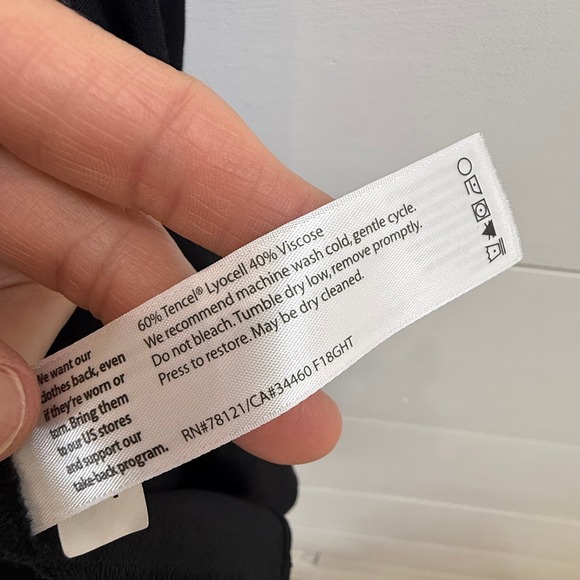 60% Tencel® Lyocell 40% Viscose
We recommend machine wash cold, gentle cycle.
Do not bleach. Tumble dry low, remove promptly.
Press to restore. May be dry cleaned.
RN#78121/CA#34460 F18GHT
We want our
clothes back, even
if they're worn or
torn. Bring them
to our US stores
and support our
take-back program.